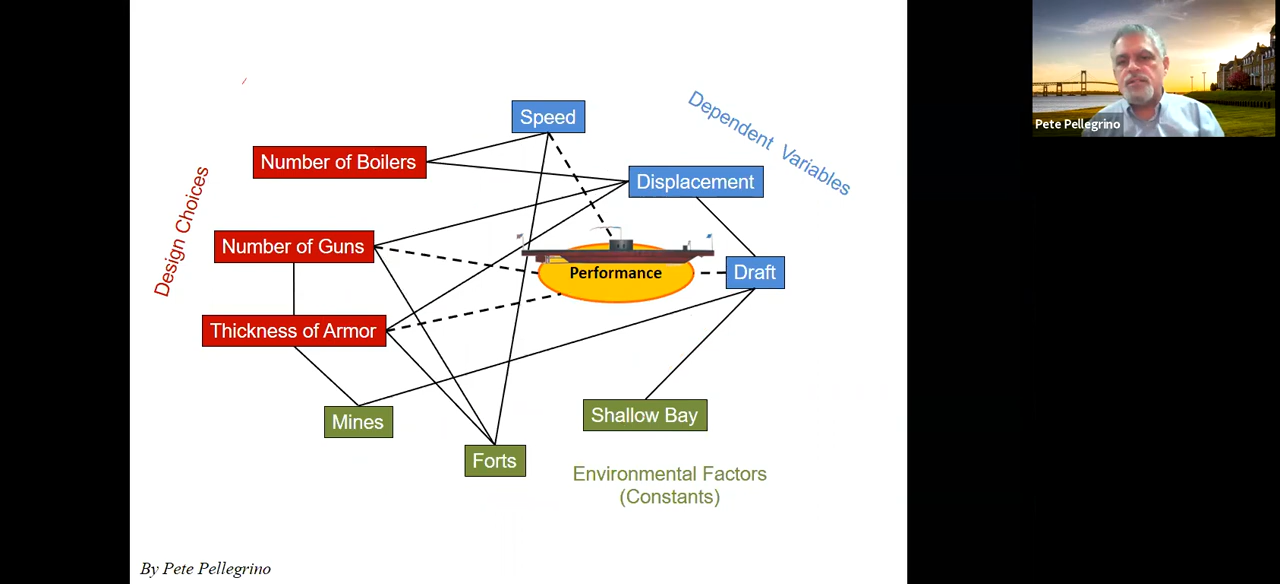 Speed
Dependent Variables
Number of Boilers
Displacement
Design Choices
Number of Guns
Performance
Draft
Thickness of Armor
Mines
Shallow Bay
Forts
Environmental Factors
(Constants)
By Pete Pellegrino
Pete Pellegrino